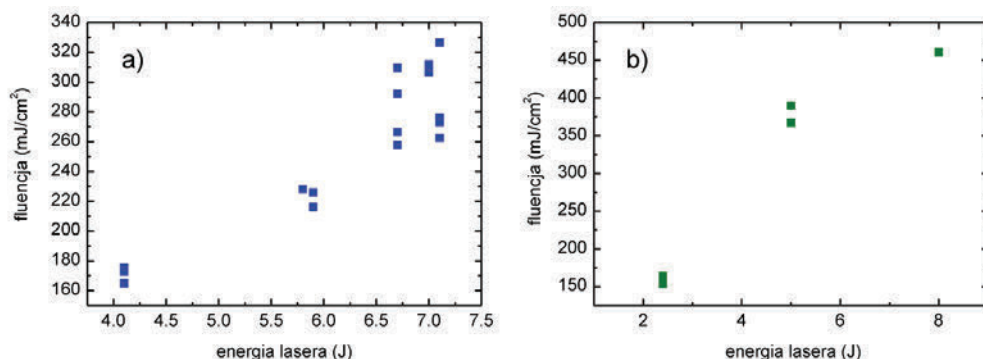 a)
fluencja (mJ/cm²)
340
320
300
280
260
240
220
200
180
160
4.0 4.5 5.0 5.5 6.0 6.5 7.0 7.5
energia lasera (J)
b)
fluencja (mJ/cm²)
500
450
400
350
300
250
200
150
2 4 6 8
energia lasera (J)